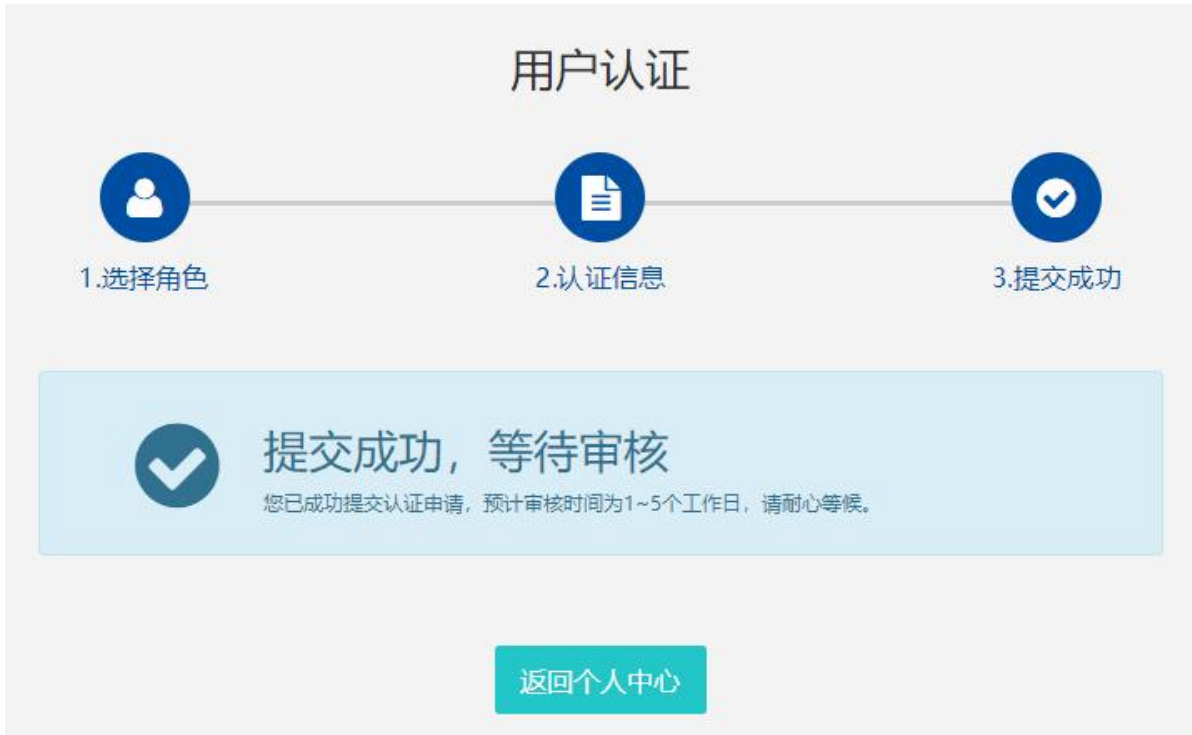 用户认证
1.选择角色
2.认证信息
3.提交成功
提交成功，等待审核
您已成功提交认证申请，预计审核时间为1~5个工作日，请耐心等候。
返回个人中心